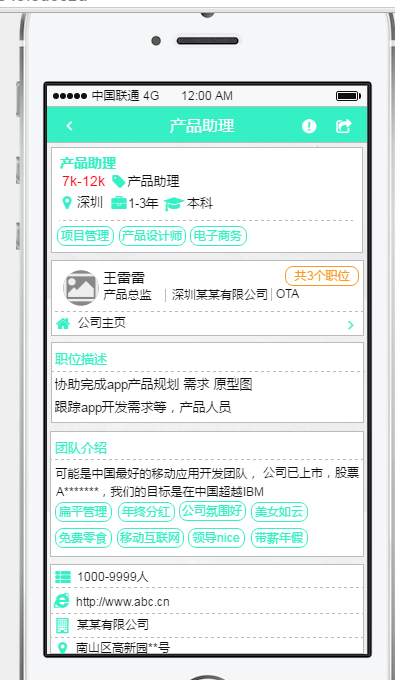 中国联通 4G 12:00 AM
产品助理
产品助理
7k-12k 产品助理
深圳 1-3年 本科
项目管理 产品设计师 电子商务
王雷雷 共3个职位
产品总监 | 深圳某某有限公司 | OTA
公司主页
职位描述
协助完成app产品规划 需求 原型图
跟踪app开发需求等，产品人员
团队介绍
可能是中国最好的移动应用开发团队， 公司已上市，股票
A*******，我们的目标是在中国超越IBM
扁平管理 年终分红 公司氛围好 美女如云
免费零食 移动互联网 领导nice 带薪年假
1000-9999人
http://www.abc.cn
某某有限公司
南山区高新园**号